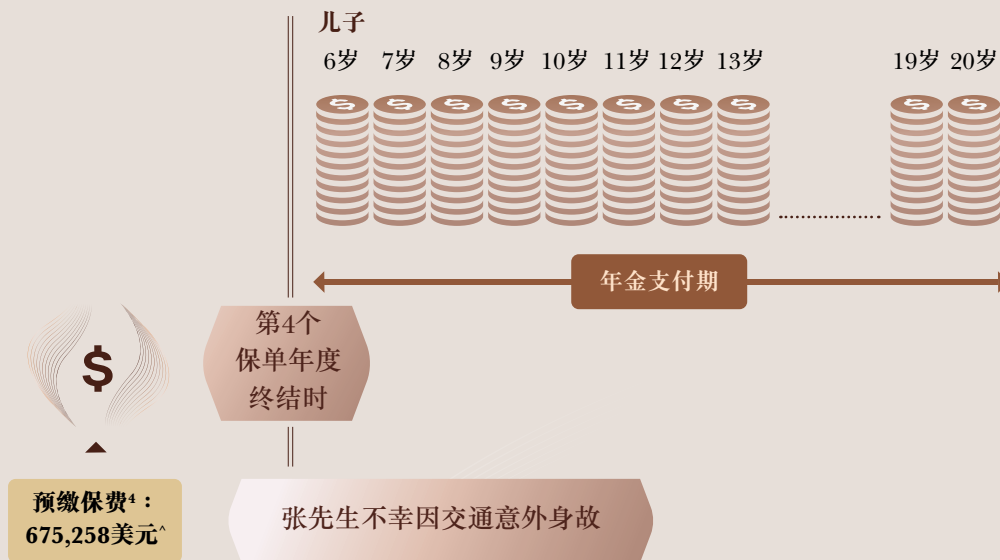 儿子
6岁 7岁 8岁 9岁 10岁 11岁 12岁 13岁 19岁 20岁
年金支付期
第4个
保单年度
终结时
$
预缴保费⁴：
675,258美元^
张先生不幸因交通意外身故